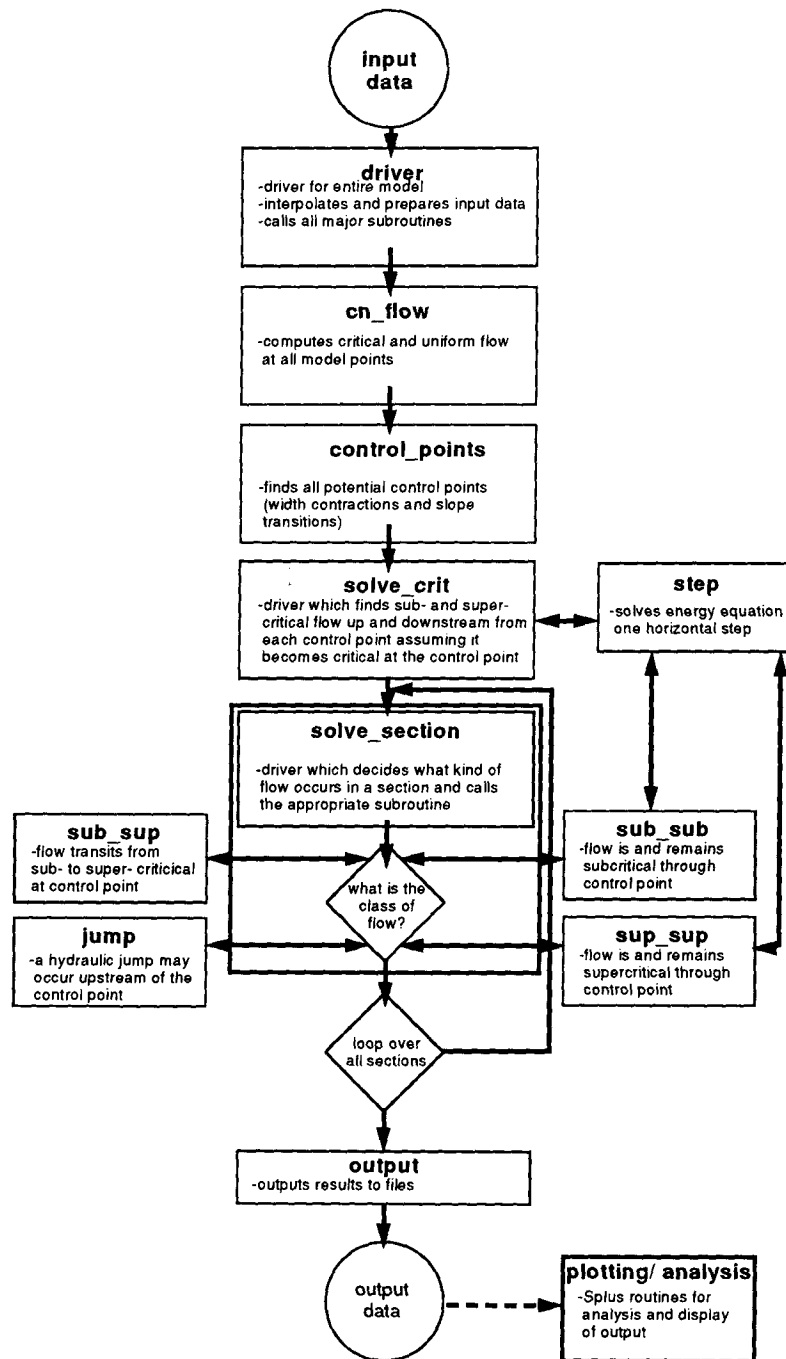 input
data
driver
-driver for entire model
-interpolates and prepares input data
-calls all major subroutines
cn_flow
-computes critical and uniform flow
at all model points
control_points
-finds all potential control points
(width contractions and slope
transitions)
solve_crit
-driver which finds sub- and super-
critical flow up and downstream from
each control point assuming it
becomes critical at the control point
step
-solves energy equation
one horizontal step
solve_section
-driver which decides what kind of
flow occurs in a section and calls
the appropriate subroutine
sub_sup
-flow transits from
sub- to super- criticical
at control point
sub_sub
-flow is and remains
subcritical through
control point
what is the
class of
flow?
jump
-a hydraulic jump may
occur upstream of the
control point
sup_sup
-flow is and remains
supercritical through
control point
loop over
all sections
output
-outputs results to files
output
data
plotting/ analysis
-Splus routines for
analysis and display
of output